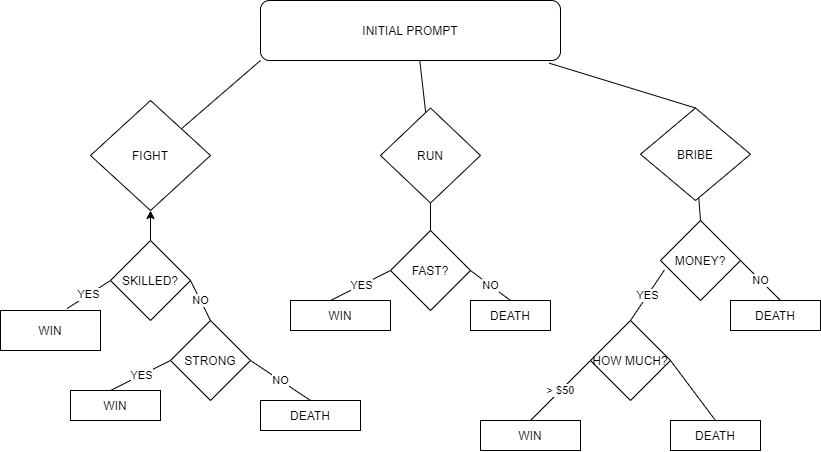 INITIAL PROMPT
FIGHT
RUN
BRIBE
SKILLED?
FAST?
MONEY?
YES
NO
YES
NO
YES
NO
WIN
WIN
DEATH
DEATH
STRONG
HOW MUCH?
YES
NO
> $50
WIN
DEATH
WIN
DEATH